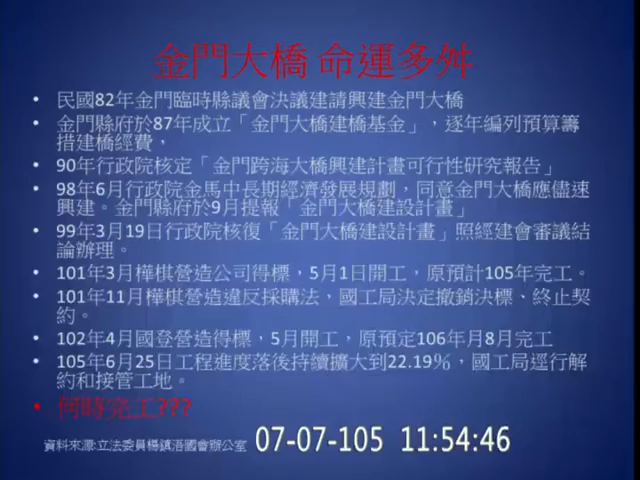 金門大橋 命運多舛
• 民國82年金門臨時縣議會決議建請興建金門大橋
• 金門縣府於87年成立「金門大橋建橋基金」，逐年編列預算籌
措建橋經費，
• 90年行政院核定「金門跨海大橋興建計畫可行性研究報告」
• 98年6月行政院金馬中長期經濟發展規劃，同意金門大橋應儘速
興建。金門縣府於9月提報「金門大橋建設計畫」
• 99年3月19日行政院核復「金門大橋建設計畫」照經建會審議結
論辦理。
• 101年3月樺棋營造公司得標，5月1日開工，原預計105年完工。
• 101年11月樺棋營造違反採購法，國工局決定撤銷決標、終止契
約。
• 102年4月國登營造得標，5月開工，原預定106年月8月完工
• 105年6月25日工程進度落後持續擴大到22.19%，國工局逕行解
約和接管工地。
• 何時完工???
資料來源:立法委員楊鎮浯國會辦公室 07-07-105 11:54:46